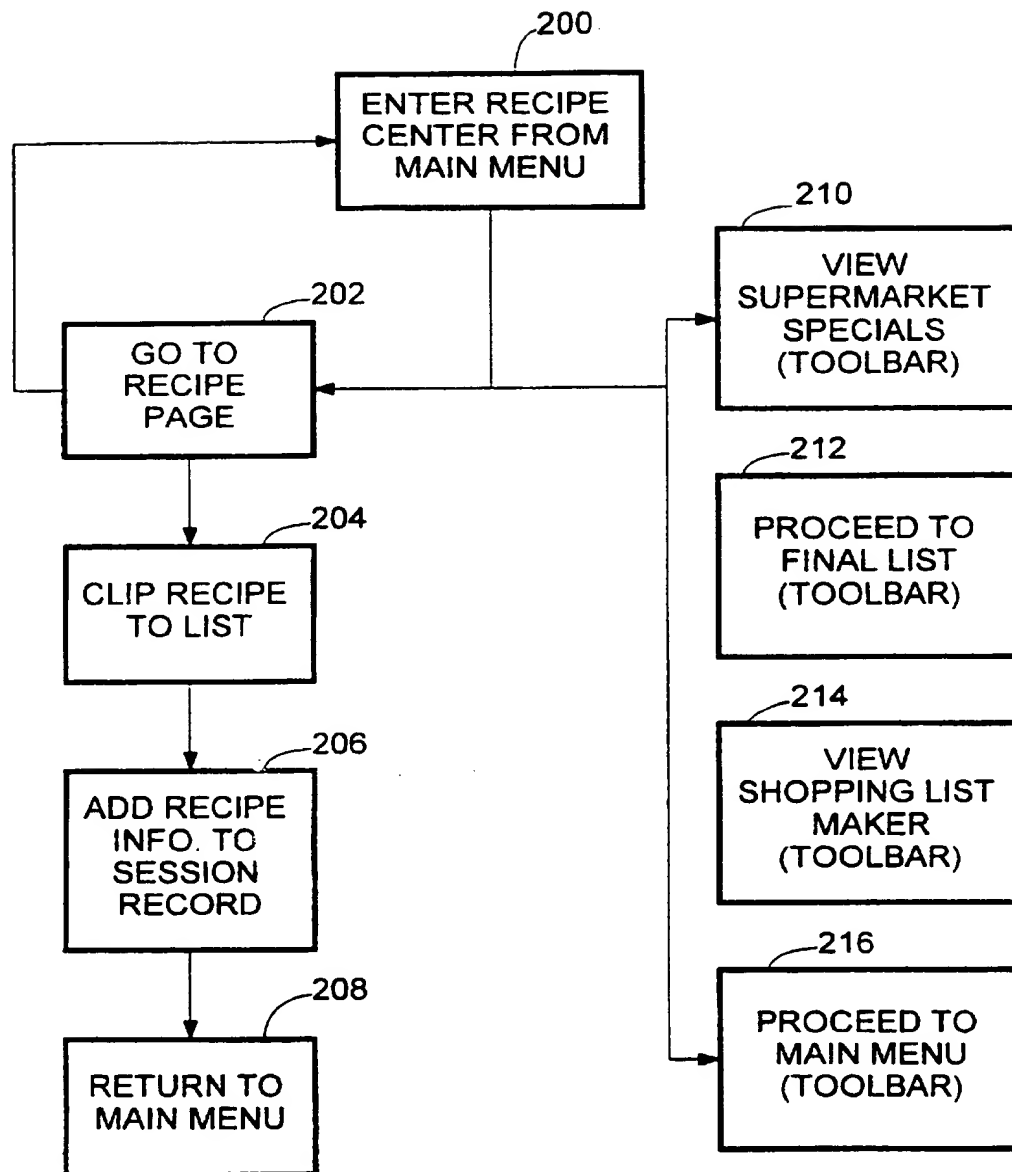 200
ENTER RECIPE
CENTER FROM
MAIN MENU
202
GO TO
RECIPE
PAGE
204
CLIP RECIPE
TO LIST
206
ADD RECIPE
INFO. TO
SESSION
RECORD
208
RETURN TO
MAIN MENU
210
VIEW
SUPERMARKET
SPECIALS
(TOOLBAR)
212
PROCEED TO
FINAL LIST
(TOOLBAR)
214
VIEW
SHOPPING LIST
MAKER
(TOOLBAR)
216
PROCEED TO
MAIN MENU
(TOOLBAR)